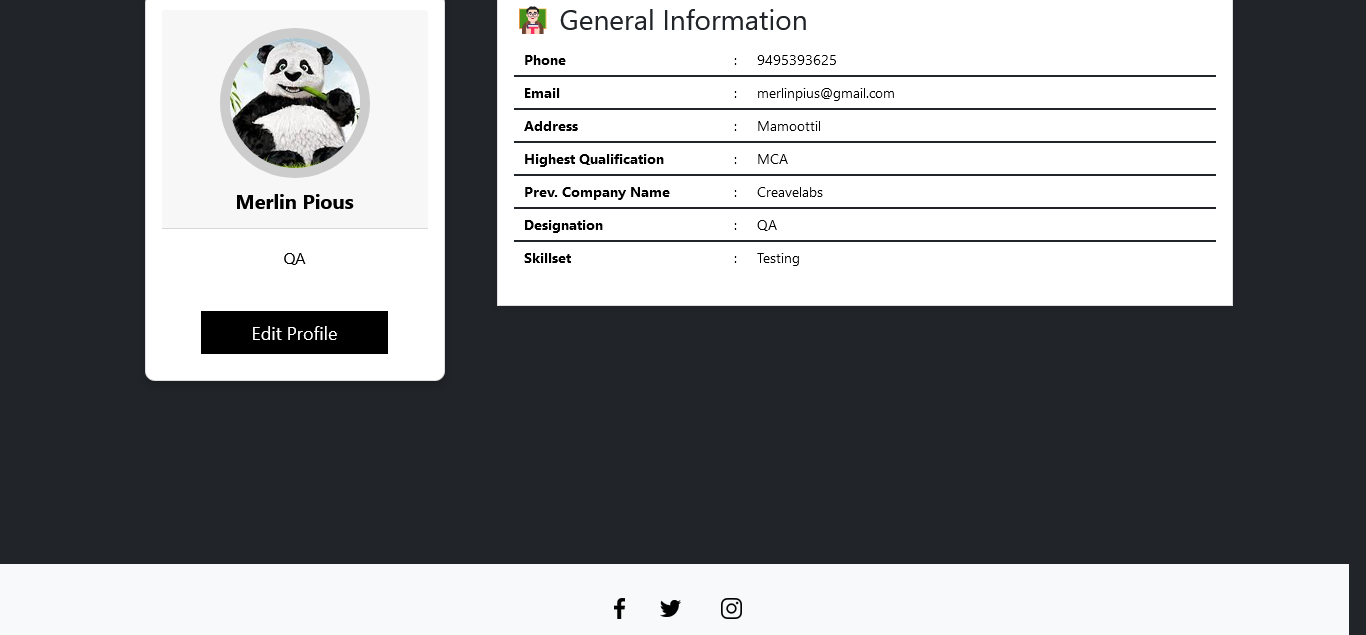 Merlin Pious
QA
Edit Profile
General Information
Phone : 9495393625
Email : merlinpius@gmail.com
Address : Mamoottil
Highest Qualification : MCA
Prev. Company Name : Creavelabs
Designation : QA
Skillset : Testing